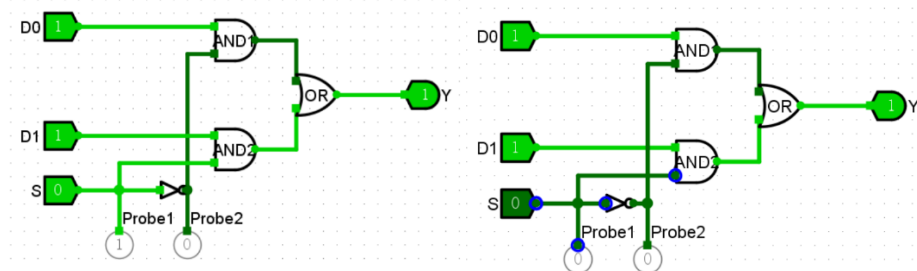 D0 1 AND1
OR 1 Y
D1 1 AND2
S 0
Probe1 Probe2
1 0
D0 1 AND1
OR 1 Y
D1 1 AND2
S 0
Probe1 Probe2
0 0